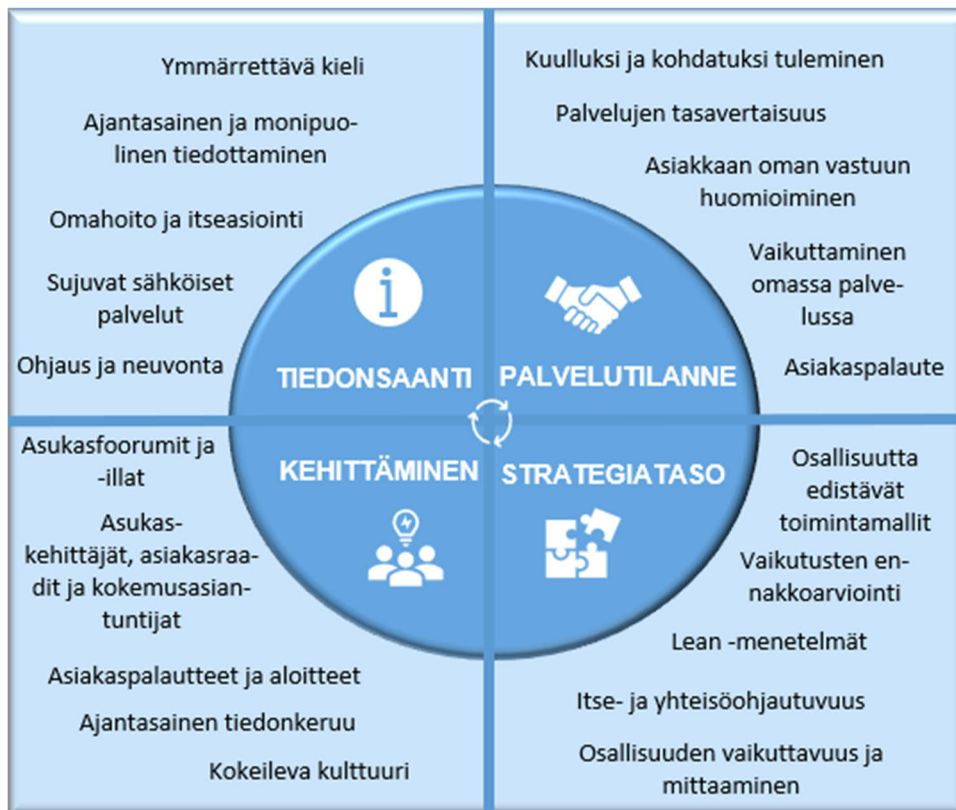 Ymmärrettävä kieli
Ajantasainen ja monipuo-
linen tiedottaminen
Omahoito ja itseasiointi
Sujuvat sähköiset
palvelut
Ohjaus ja neuvonta
TIEDONSAANTI
Kuulluksi ja kohdatuksi tuleminen
Palvelujen tasavertaisuus
Asiakkaan oman vastuun
huomioiminen
Vaikuttaminen
omassa palve-
lussa
Asiakaspalaute
PALVELUTILANNE
Asukasfoorumit ja
-illat
Asukas-
kehittäjät, asiakasraa-
dit ja kokemusasian-
tuntijat
Asiakaspalautteet ja aloitteet
Ajantasainen tiedonkeruu
Kokeileva kulttuuri
KEHITTÄMINEN
STRATEGIATASO
Osallisuutta
edistävät
toimintamallit
Vaikutusten en-
nakkoarviointi
Lean -menetelmät
Itse- ja yhteisöohjautuvuus
Osallisuuden vaikuttavuus ja
mittaaminen